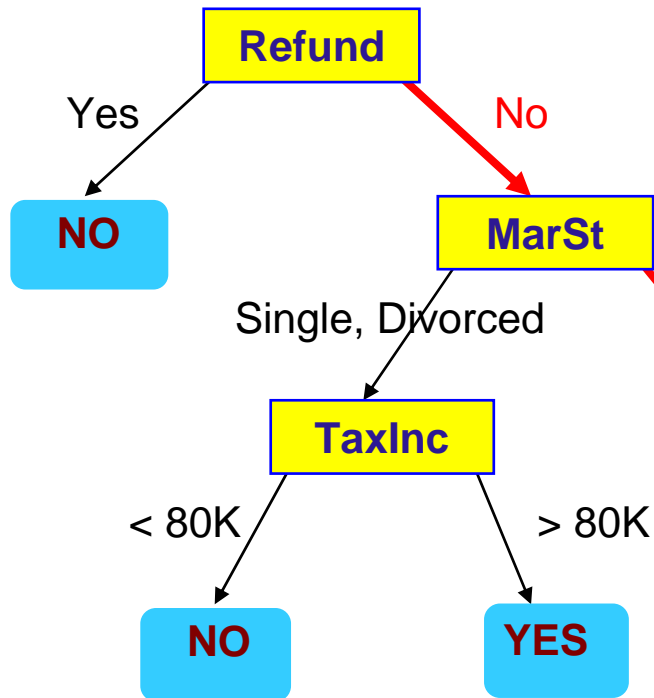 Refund
Yes
No
NO
MarSt
Single, Divorced
TaxInc
< 80K
> 80K
NO
YES